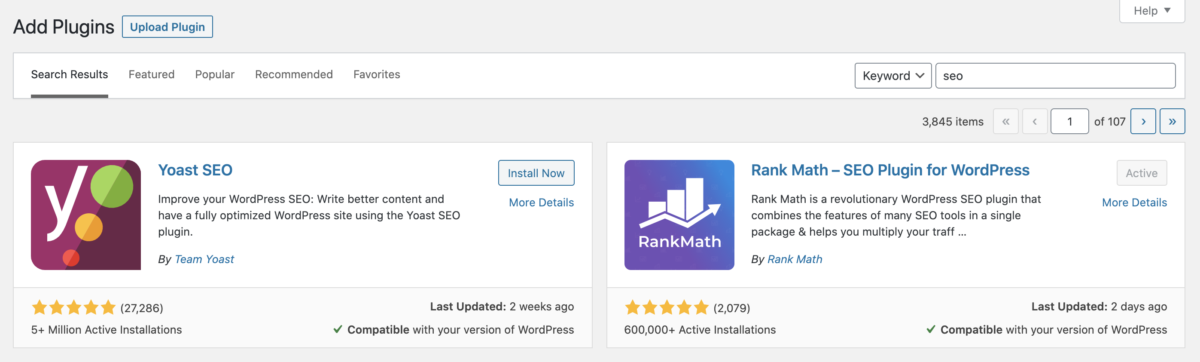 Help
Add Plugins Upload Plugin
Search Results Featured Popular Recommended Favorites Keyword seo
3,845 items « ‹ 1 of 107 › »
y
Yoast SEO
Install Now
More Details
Improve your WordPress SEO: Write better content and
have a fully optimized WordPress site using the Yoast SEO
plugin.
By Team Yoast
(27,286)
Last Updated: 2 weeks ago
5+ Million Active Installations
Compatible with your version of WordPress
RankMath
Rank Math – SEO Plugin for WordPress
Active
More Details
Rank Math is a revolutionary WordPress SEO plugin that
combines the features of many SEO tools in a single
package & helps you multiply your traff ...
By Rank Math
(2,079)
Last Updated: 2 days ago
600,000+ Active Installations
Compatible with your version of WordPress